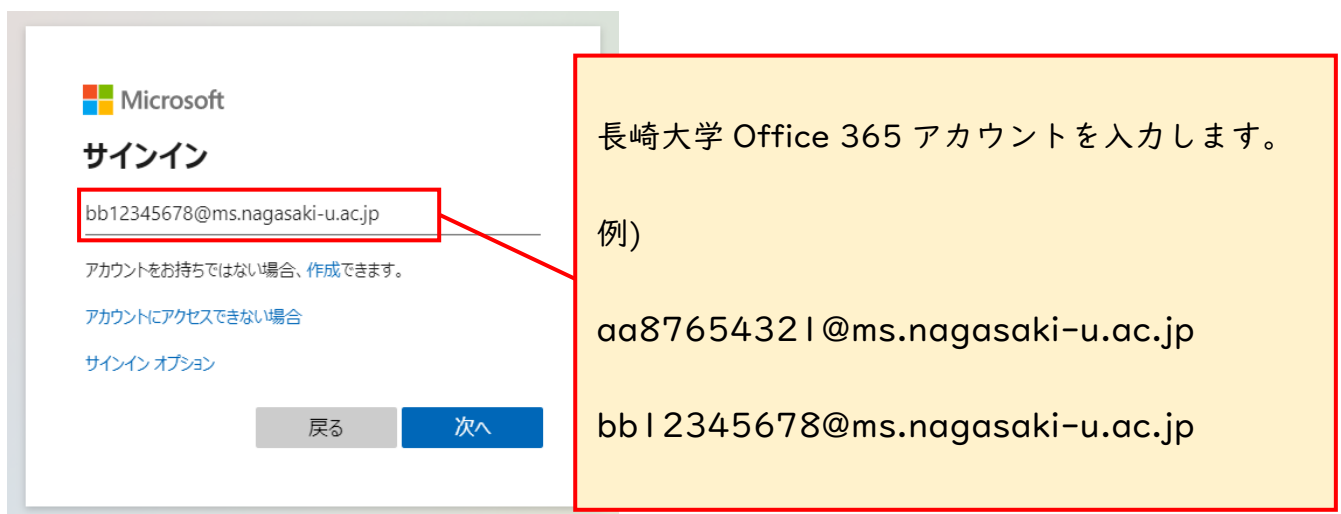 Microsoft
サインイン
bb12345678@ms.nagasaki-u.ac.jp
アカウントをお持ちではない場合、作成できます。
アカウントにアクセスできない場合
サインイン オプション
戻る
次へ
長崎大学 Office 365 アカウントを入力します。
例)
aa87654321@ms.nagasaki-u.ac.jp
bb12345678@ms.nagasaki-u.ac.jp